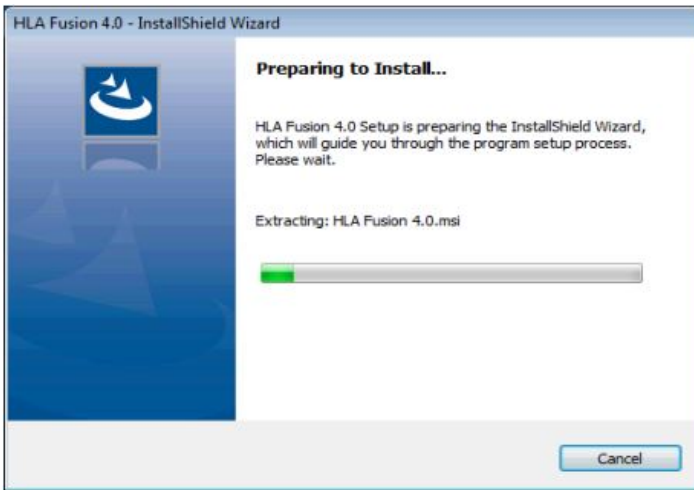 HLA Fusion 4.0 - InstallShield Wizard
Preparing to Install...
HLA Fusion 4.0 Setup is preparing the InstallShield Wizard,
which will guide you through the program setup process.
Please wait.
Extracting: HLA Fusion 4.0.msi
Cancel